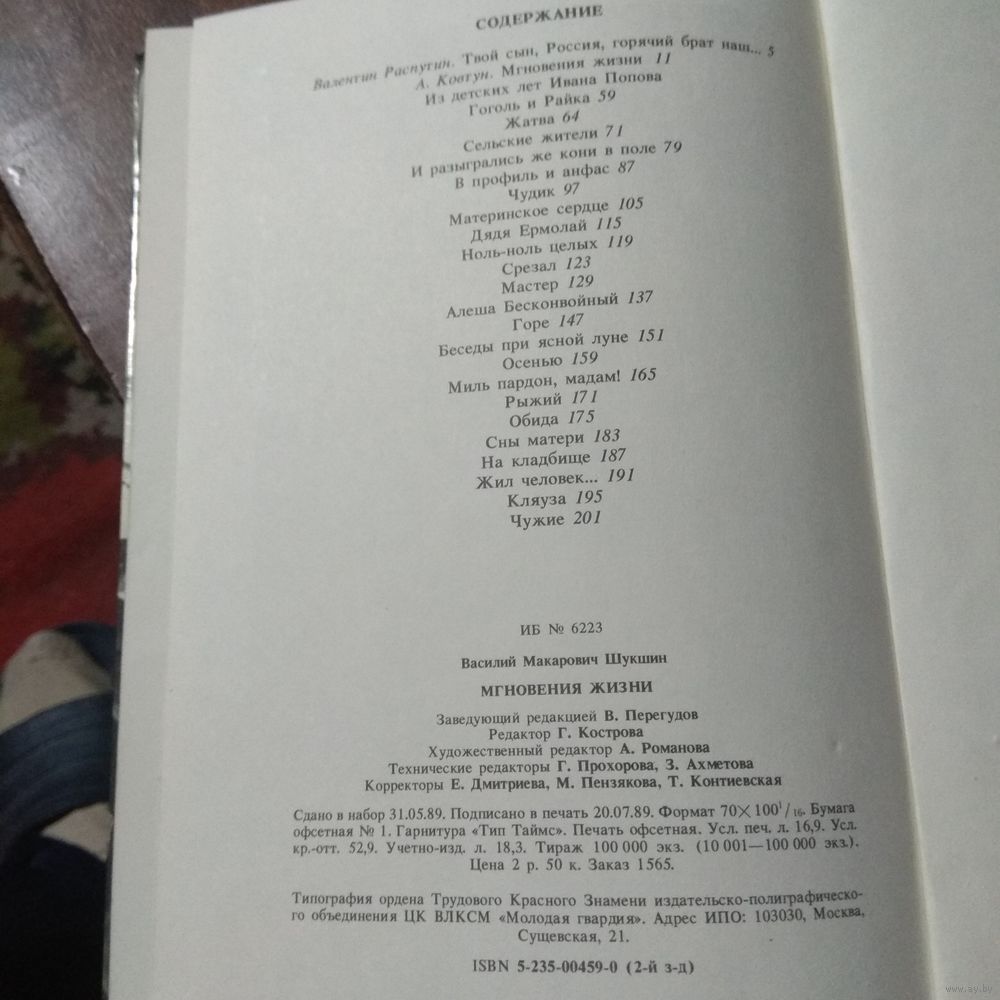 СОДЕРЖАНИЕ
Валентин Распутин. Твой сын, Россия, горячий брат наш... 5
А. Ковтун. Мгновения жизни 11
Из детских лет Ивана Попова
Гоголь и Райка 59
Жатва 64
Сельские жители 71
И разыгрались же кони в поле 79
В профиль и анфас 87
Чудик 97
Материнское сердце 105
Дядя Ермолай 115
Ноль-ноль целых 119
Срезал 123
Мастер 129
Алеша Бесконвойный 137
Горе 147
Беседы при ясной луне 151
Осенью 159
Миль пардон, мадам! 165
Рыжий 171
Обида 175
Сны матери 183
На кладбище 187
Жил человек... 191
Кляуза 195
Чужие 201
ИБ № 6223
Василий Макарович Шукшин
МГНОВЕНИЯ ЖИЗНИ
Заведующий редакцией В. Перегудов
Редактор Г. Кострова
Художественный редактор А. Романова
Технические редакторы Г. Прохорова, З. Ахметова
Корректоры Е. Дмитриева, М. Пензякова, Т. Контиевская
Сдано в набор 31.05.89. Подписано в печать 20.07.89. Формат 70×100¹/₁₆. Бумага
офсетная № 1. Гарнитура «Тип Таймс». Печать офсетная. Усл. печ. л. 16,9. Усл.
кр.-отт. 52,9. Учетно-изд. л. 18,3. Тираж 100 000 экз. (10 001—100 000 экз.).
Цена 2 р. 50 к. Заказ 1565.
Типография ордена Трудового Красного Знамени издательско-полиграфическо-
го объединения ЦК ВЛКСМ «Молодая гвардия». Адрес ИПО: 103030, Москва,
Сущевская, 21.
ISBN 5-235-00459-0 (2-й з-д)
www.ay.by